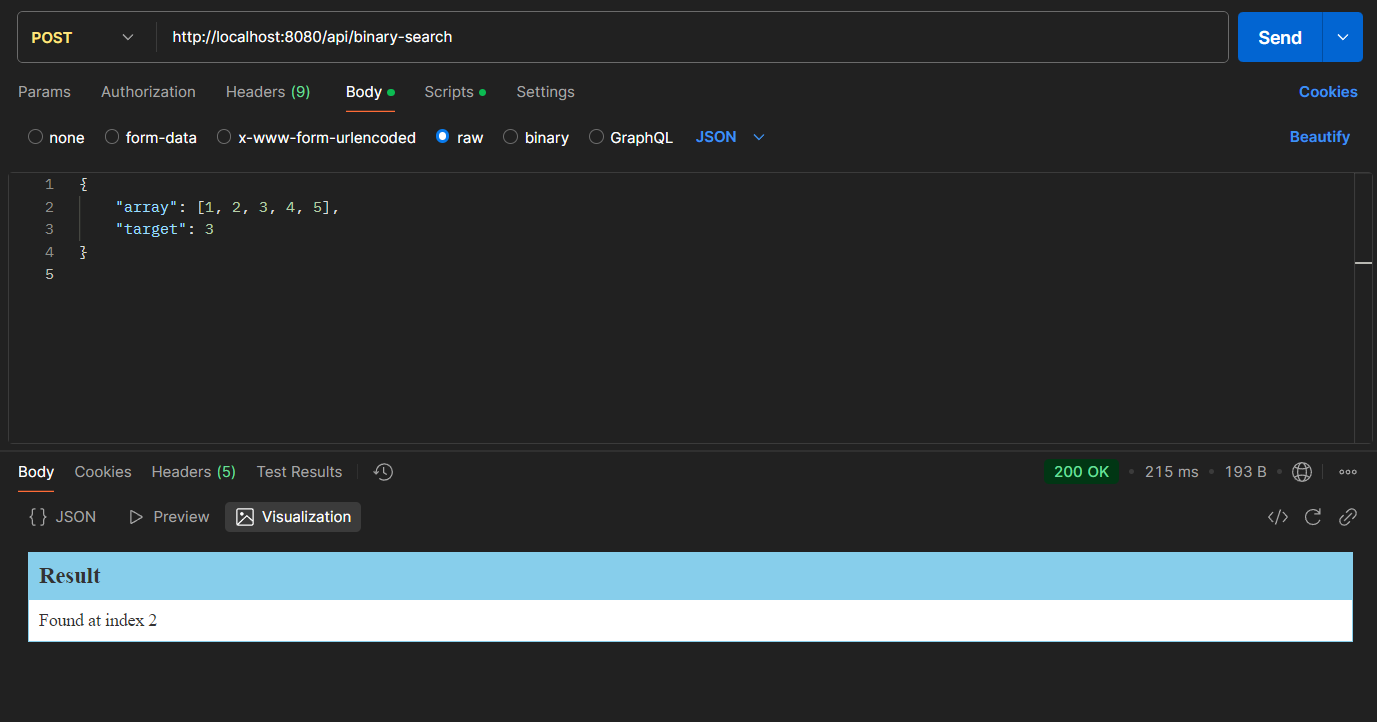 POST http://localhost:8080/api/binary-search Send
Params Authorization Headers (9) Body Scripts Settings Cookies
none form-data x-www-form-urlencoded raw binary GraphQL JSON Beautify
1 {
2 "array": [1, 2, 3, 4, 5],
3 "target": 3
4 }
5
Body Cookies Headers (5) Test Results 200 OK 215 ms 193 B
{} JSON Preview Visualization
Result
Found at index 2